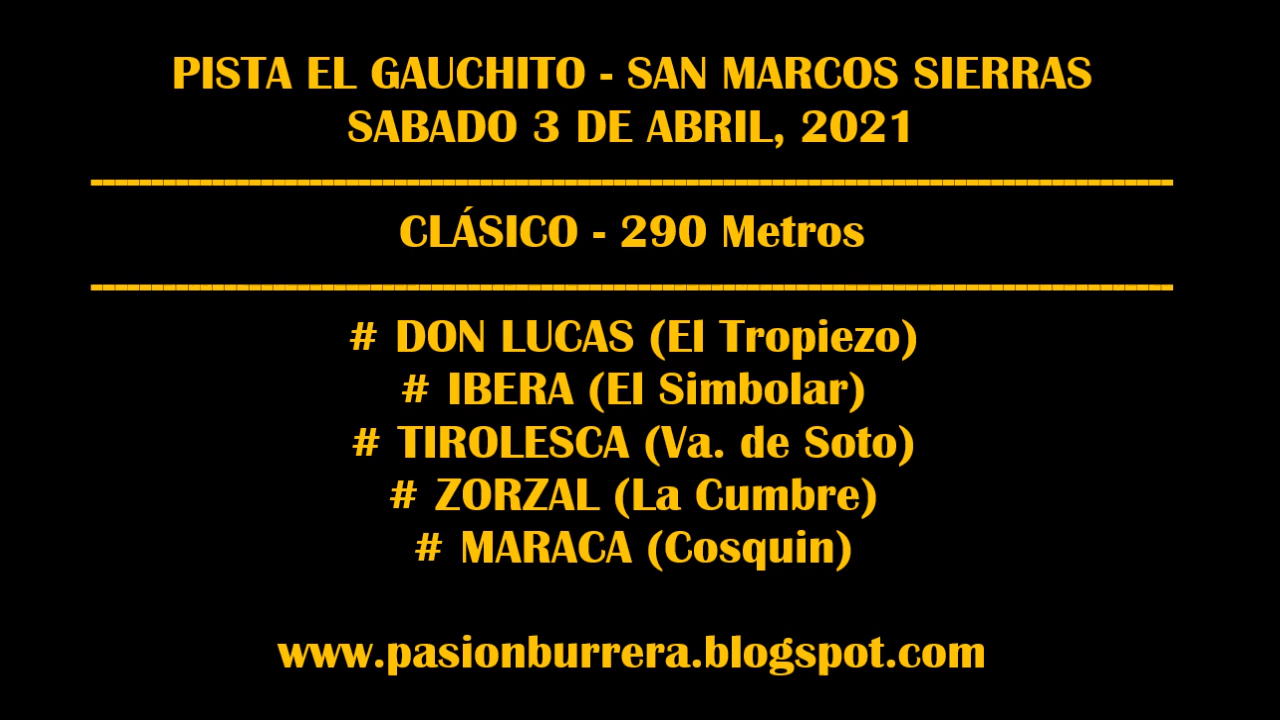 PISTA EL GAUCHITO - SAN MARCOS SIERRAS
SABADO 3 DE ABRIL, 2021
CLÁSICO - 290 Metros
# DON LUCAS (El Tropiezo)
# IBERA (El Simbolar)
# TIROLESCA (Va. de Soto)
# ZORZAL (La Cumbre)
# MARACA (Cosquin)
www.pasionburrera.blogspot.com